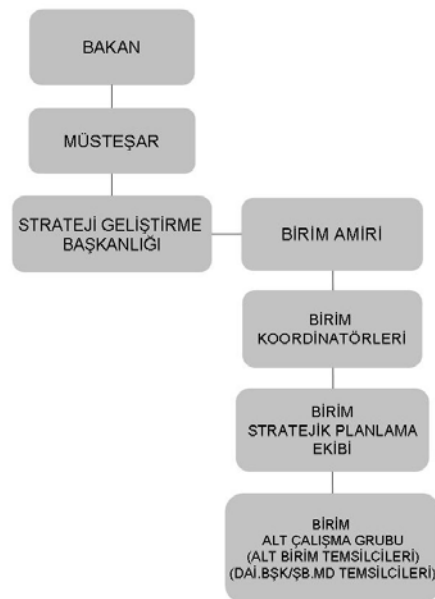 BAKAN
MÜSTEŞAR
STRATEJİ GELİŞTİRME
BAŞKANLIĞI
BİRİM AMİRİ
BİRİM
KOORDİNATÖRLERİ
BİRİM
STRATEJİK PLANLAMA
EKİBİ
BİRİM
ALT ÇALIŞMA GRUBU
(ALT BİRİM TEMSİLCİLERİ)
(DAİ.BŞK/ŞB.MD TEMSİLCİLERİ)